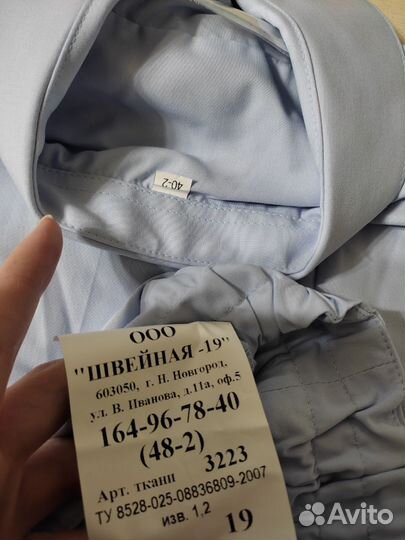 40-2
ООО
"ШВЕЙНАЯ -19"
603050, г. Н. Новгород.
ул. В. Иванова, д.11а, оф.5
164-96-78-40
(48-2)
Арт. ткани 3223
ТУ 8528-025-08836809-2007
изв. 1,2
19
Avito